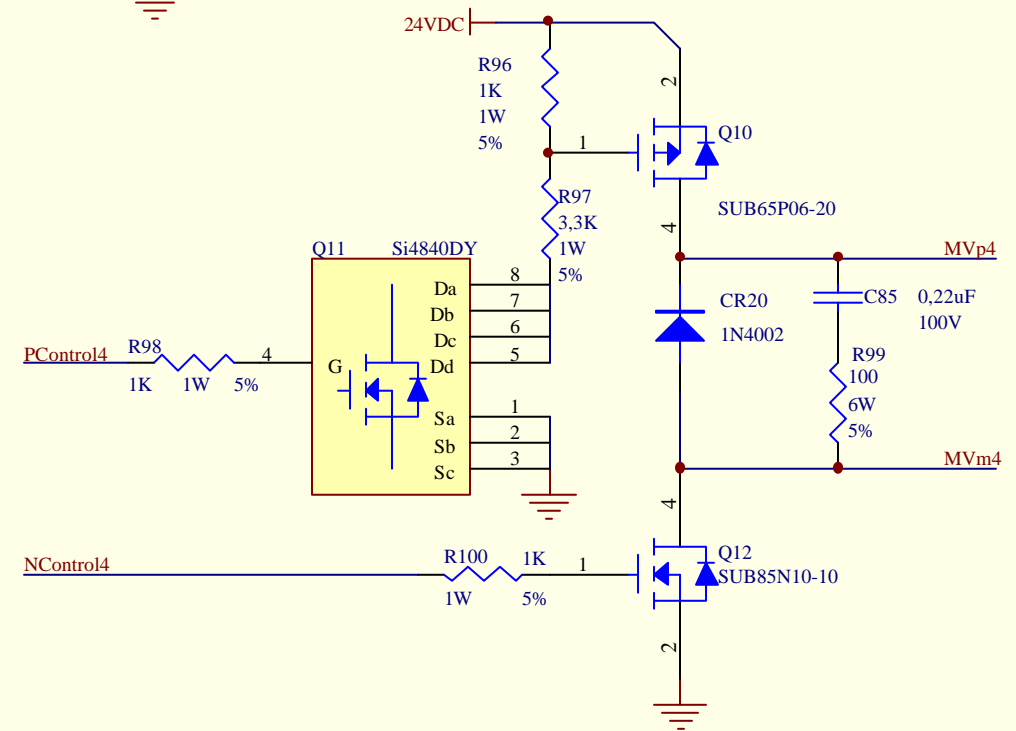 24VDC
R96
1K
1W
5%
2
Q10
1
SUB65P06-20
R97
3,3K
1W
5%
4
MVp4
Q11
Si4840DY
8
Da
7
Db
6
Dc
5
Dd
CR20
1N4002
C85
0,22uF
100V
PControl4
R98
1K
1W
5%
4
G
R99
100
6W
5%
1
Sa
2
Sb
3
Sc
MVm4
4
NControl4
R100
1K
1W
5%
1
Q12
SUB85N10-10
2